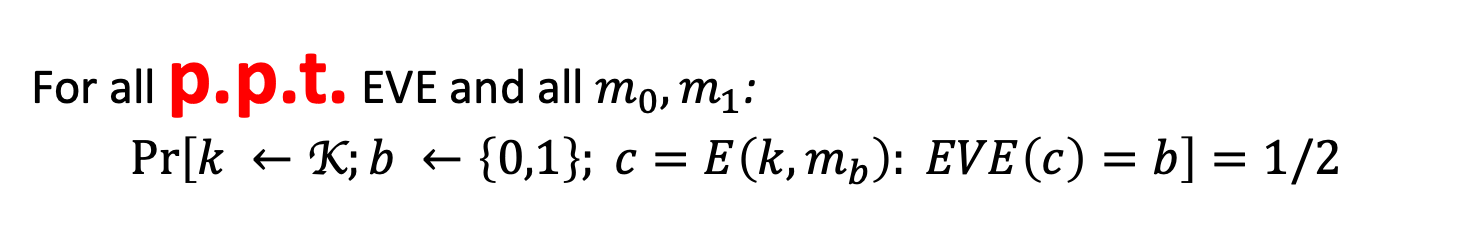 For all p.p.t. EVE and all m₀, m₁:
Pr[k ← 𝒦; b ← {0,1}; c = E(k, m_b): EVE(c) = b] = 1/2